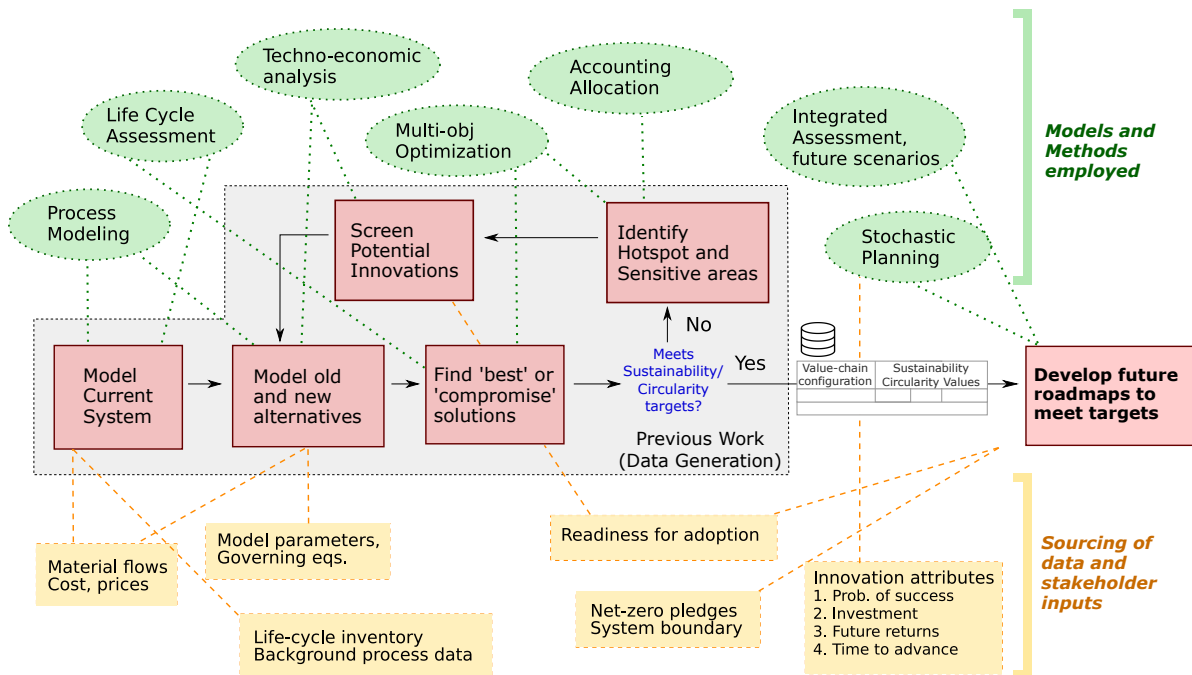 Techno-economic
analysis
Accounting
Allocation
Life Cycle
Assessment
Multi-obj
Optimization
Integrated
Assessment,
future scenarios
Models and
Methods
employed
Process
Modeling
Screen
Potential
Innovations
Identify
Hotspot and
Sensitive areas
Stochastic
Planning
No
Model
Current
System
Model old
and new
alternatives
Find 'best' or
'compromise'
solutions
Meets
Sustainability/
Circularity
targets?
Yes
Value-chain
configuration
Sustainability
Circularity Values
Develop future
roadmaps to
meet targets
Previous Work
(Data Generation)
Material flows
Cost, prices
Model parameters,
Governing eqs.
Readiness for adoption
Life-cycle inventory
Background process data
Net-zero pledges
System boundary
Innovation attributes
1. Prob. of success
2. Investment
3. Future returns
4. Time to advance
Sourcing of
data and
stakeholder
inputs